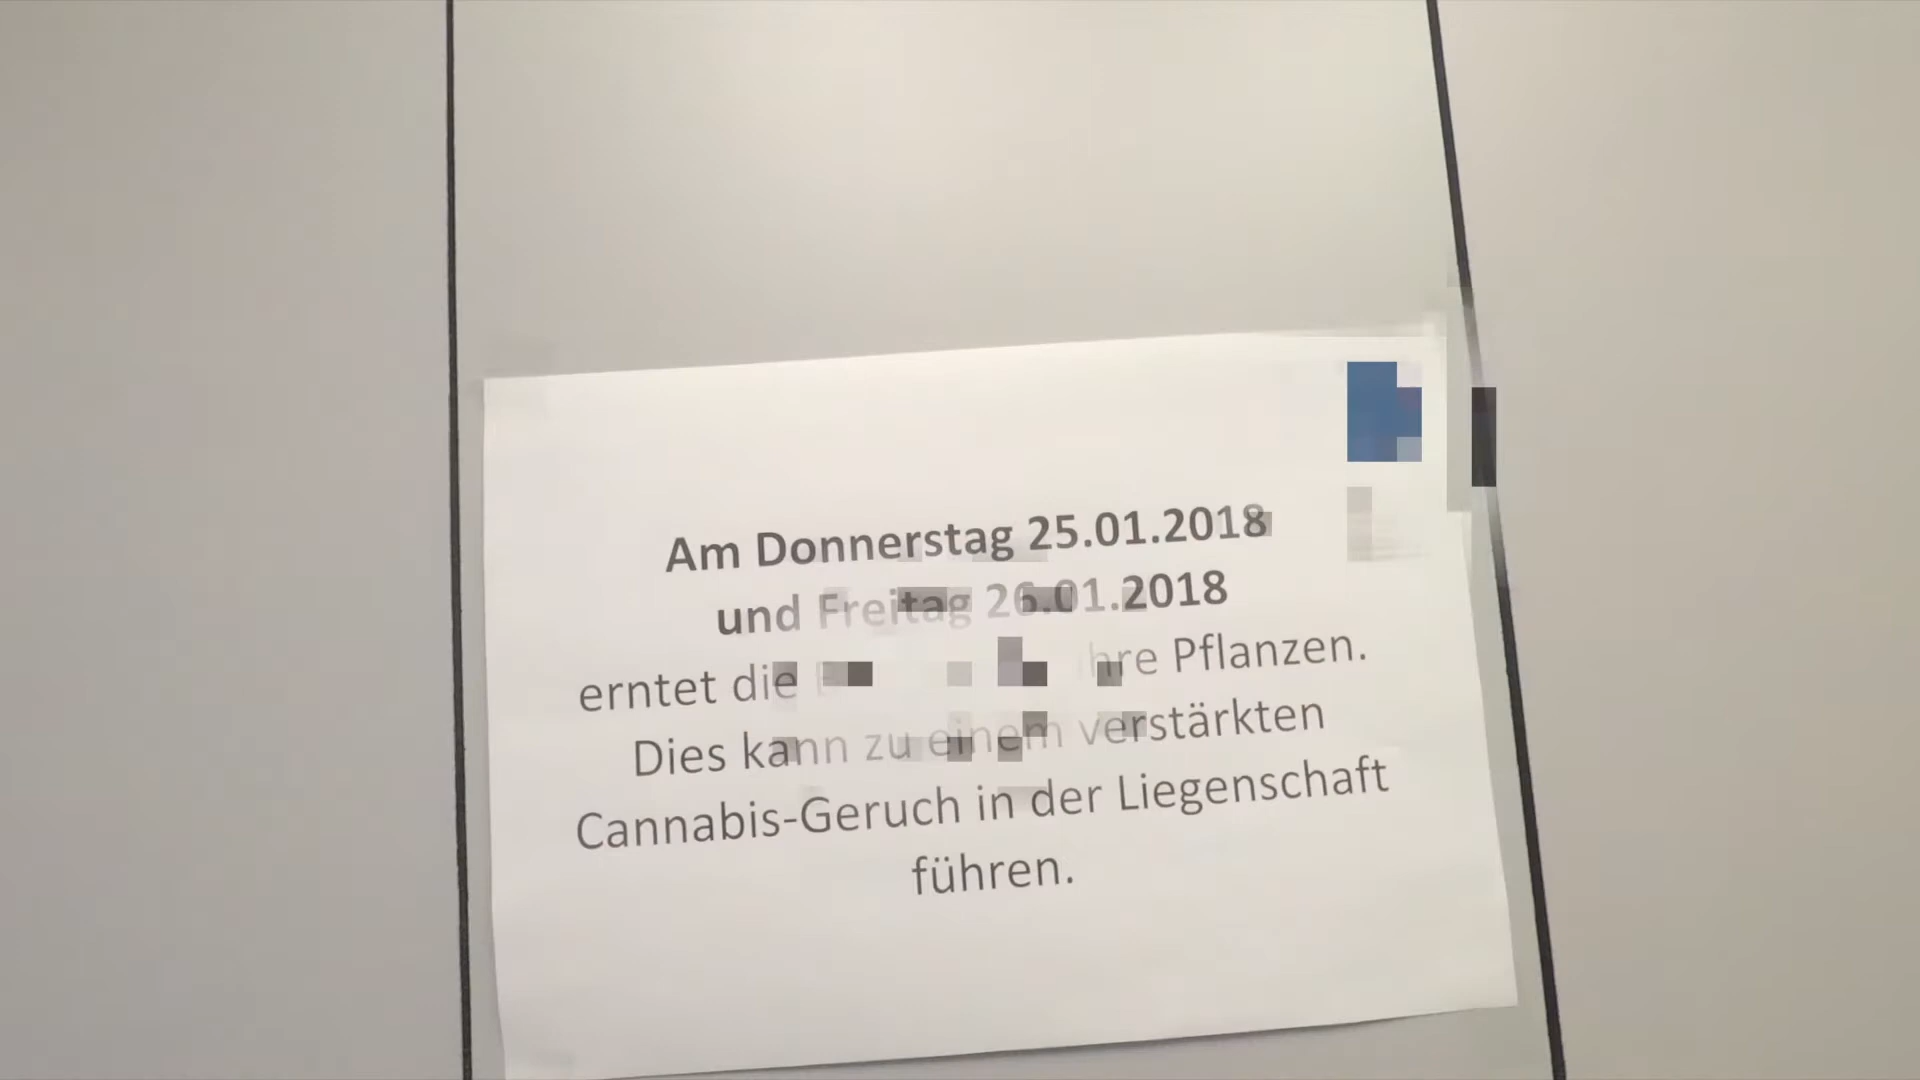 Am Donnerstag 25.01.2018
und Freitag 26.01.2018
erntet die ihre Pflanzen.
Dies kann zu einem verstärkten
Cannabis-Geruch in der Liegenschaft
führen.